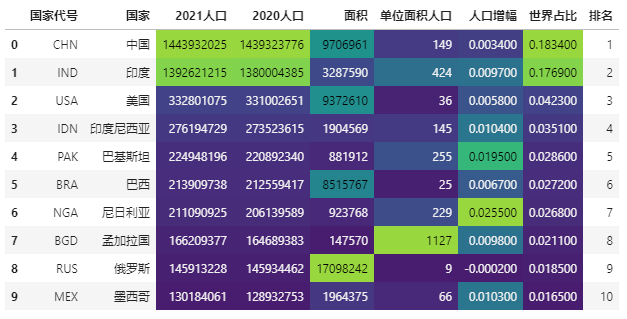 国家代号 国家 2021人口 2020人口 面积 单位面积人口 人口增幅 世界占比 排名
0 CHN 中国 1443932025 1439323776 9706961 149 0.003400 0.183400 1
1 IND 印度 1392621215 1380004385 3287590 424 0.009700 0.176900 2
2 USA 美国 332801075 331002651 9372610 36 0.005800 0.042300 3
3 IDN 印度尼西亚 276194729 273523615 1904569 145 0.010400 0.035100 4
4 PAK 巴基斯坦 224948196 220892340 881912 255 0.019500 0.028600 5
5 BRA 巴西 213909738 212559417 8515767 25 0.006700 0.027200 6
6 NGA 尼日利亚 211090925 206139589 923768 229 0.025500 0.026800 7
7 BGD 孟加拉国 166209377 164689383 147570 1127 0.009800 0.021100 8
8 RUS 俄罗斯 145913228 145934462 17098242 9 -0.000200 0.018500 9
9 MEX 墨西哥 130184061 128932753 1964375 66 0.010300 0.016500 10